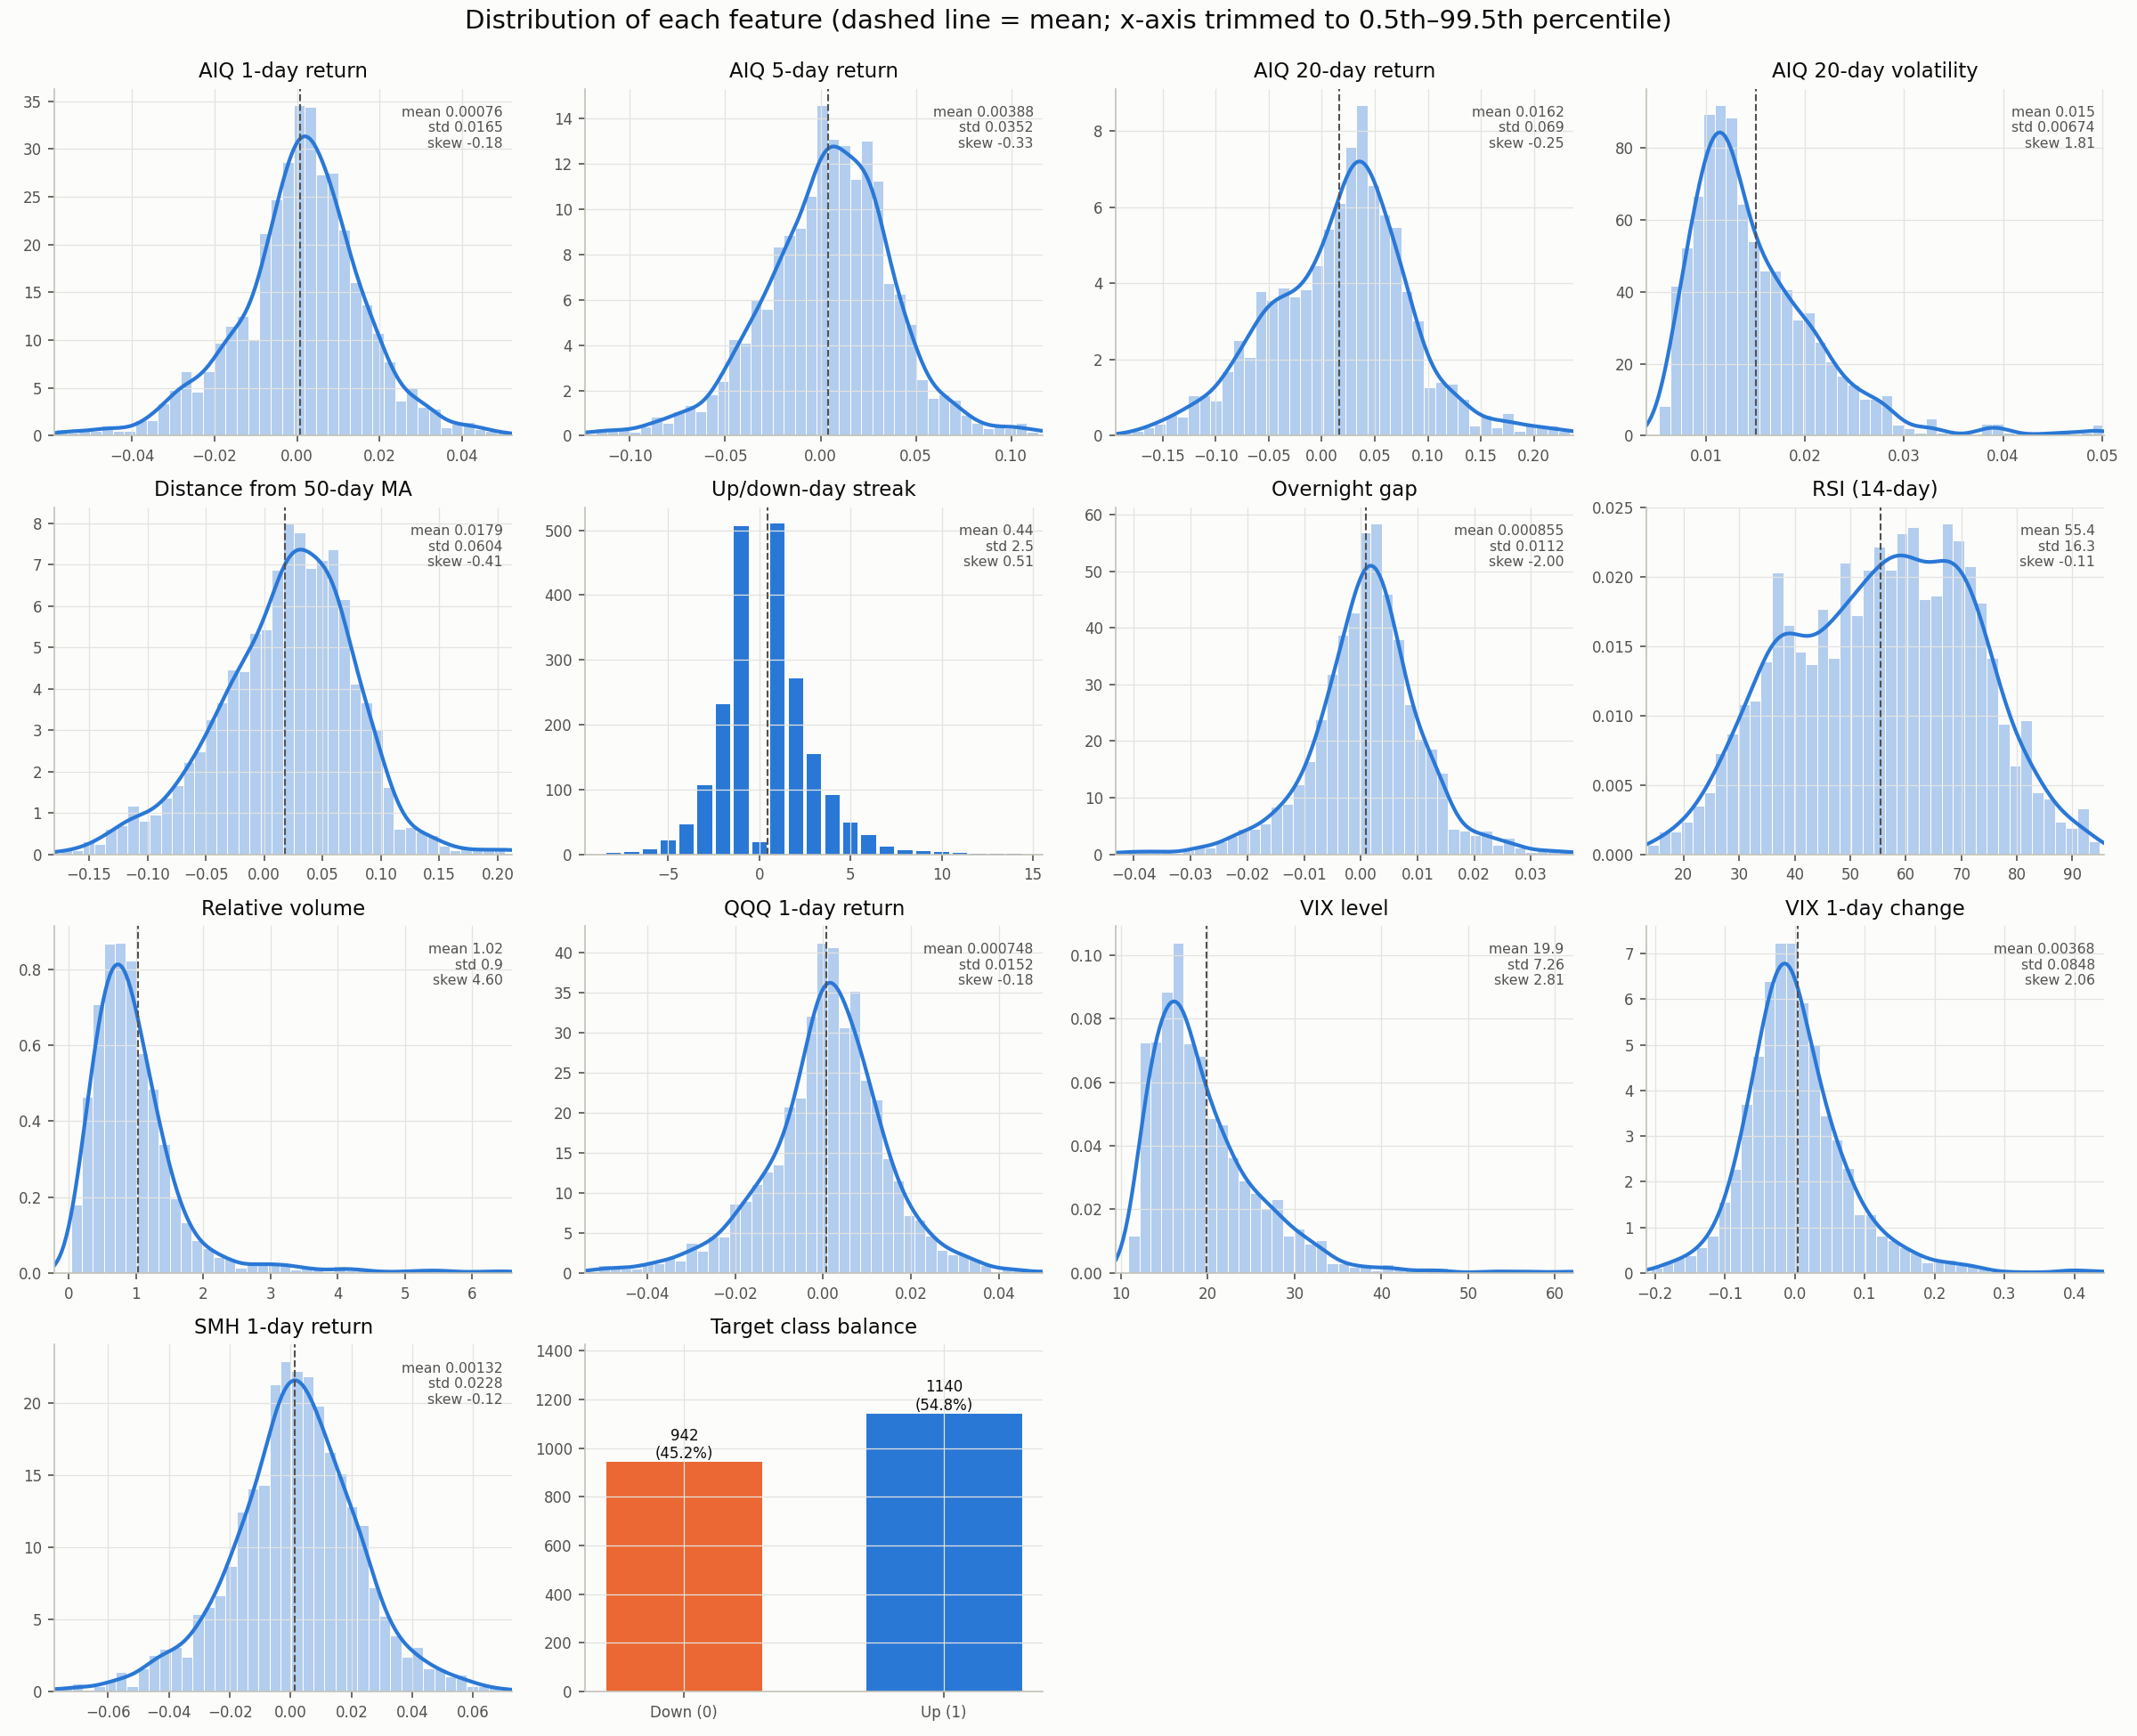 Distribution of each feature (dashed line = mean; x-axis trimmed to 0.5th–99.5th percentile)
AIQ 1-day return
mean 0.00076
std 0.0165
skew -0.18
35
30
25
20
15
10
5
0
−0.04 −0.02 0.00 0.02 0.04
AIQ 5-day return
mean 0.00388
std 0.0352
skew -0.33
14
12
10
8
6
4
2
0
−0.10 −0.05 0.00 0.05 0.10
AIQ 20-day return
mean 0.0162
std 0.069
skew -0.25
8
6
4
2
0
−0.15 −0.10 −0.05 0.00 0.05 0.10 0.15 0.20
AIQ 20-day volatility
mean 0.015
std 0.00674
skew 1.81
80
60
40
20
0
0.01 0.02 0.03 0.04 0.05
Distance from 50-day MA
mean 0.0179
std 0.0604
skew -0.41
8
7
6
5
4
3
2
1
0
−0.15 −0.10 −0.05 0.00 0.05 0.10 0.15 0.20
Up/down-day streak
mean 0.44
std 2.5
skew 0.51
500
400
300
200
100
0
−5 0 5 10 15
Overnight gap
mean 0.000855
std 0.0112
skew -2.00
60
50
40
30
20
10
0
−0.04 −0.03 −0.02 −0.01 0.00 0.01 0.02 0.03
RSI (14-day)
mean 55.4
std 16.3
skew -0.11
0.025
0.020
0.015
0.010
0.005
0.000
20 30 40 50 60 70 80 90
Relative volume
mean 1.02
std 0.9
skew 4.60
0.8
0.6
0.4
0.2
0.0
0 1 2 3 4 5 6
QQQ 1-day return
mean 0.000748
std 0.0152
skew -0.18
40
35
30
25
20
15
10
5
0
−0.04 −0.02 0.00 0.02 0.04
VIX level
mean 19.9
std 7.26
skew 2.81
0.10
0.08
0.06
0.04
0.02
0.00
10 20 30 40 50 60
VIX 1-day change
mean 0.00368
std 0.0848
skew 2.06
7
6
5
4
3
2
1
0
−0.2 −0.1 0.0 0.1 0.2 0.3 0.4
SMH 1-day return
mean 0.00132
std 0.0228
skew -0.12
20
15
10
5
0
−0.06 −0.04 −0.02 0.00 0.02 0.04 0.06
Target class balance
1400
1200
1000
800
600
400
200
0
942
(45.2%)
1140
(54.8%)
Down (0) Up (1)